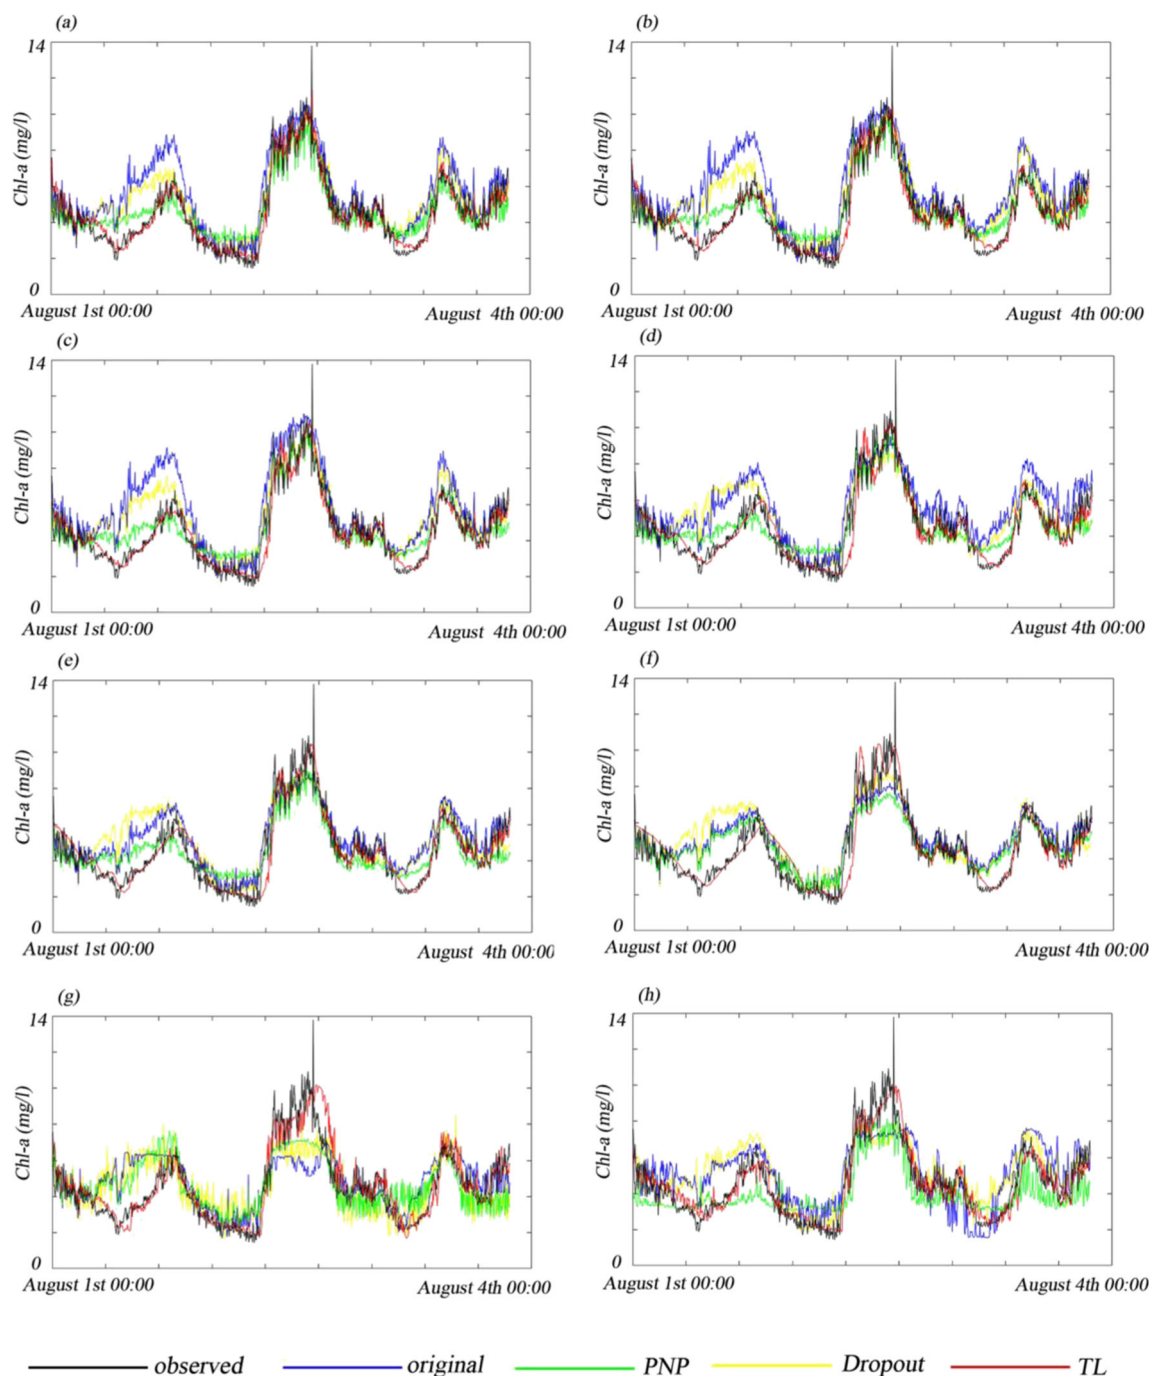 (a) (b)
14 14
Chl-a (mg/l) Chl-a (mg/l)
0 0
August 1st 00:00 August 4th 00:00 August 1st 00:00 August 4th 00:00
(c) (d)
14 14
Chl-a (mg/l) Chl-a (mg/l)
0 0
August 1st 00:00 August 4th 00:00 August 1st 00:00 August 4th 00:00
(e) (f)
14 14
Chl-a (mg/l) Chl-a (mg/l)
0 0
August 1st 00:00 August 4th 00:00 August 1st 00:00 August 4th 00:00
(g) (h)
14 14
Chl-a (mg/l) Chl-a (mg/l)
0 0
August 1st 00:00 August 4th 00:00 August 1st 00:00 August 4th 00:00
observed original PNP Dropout TL